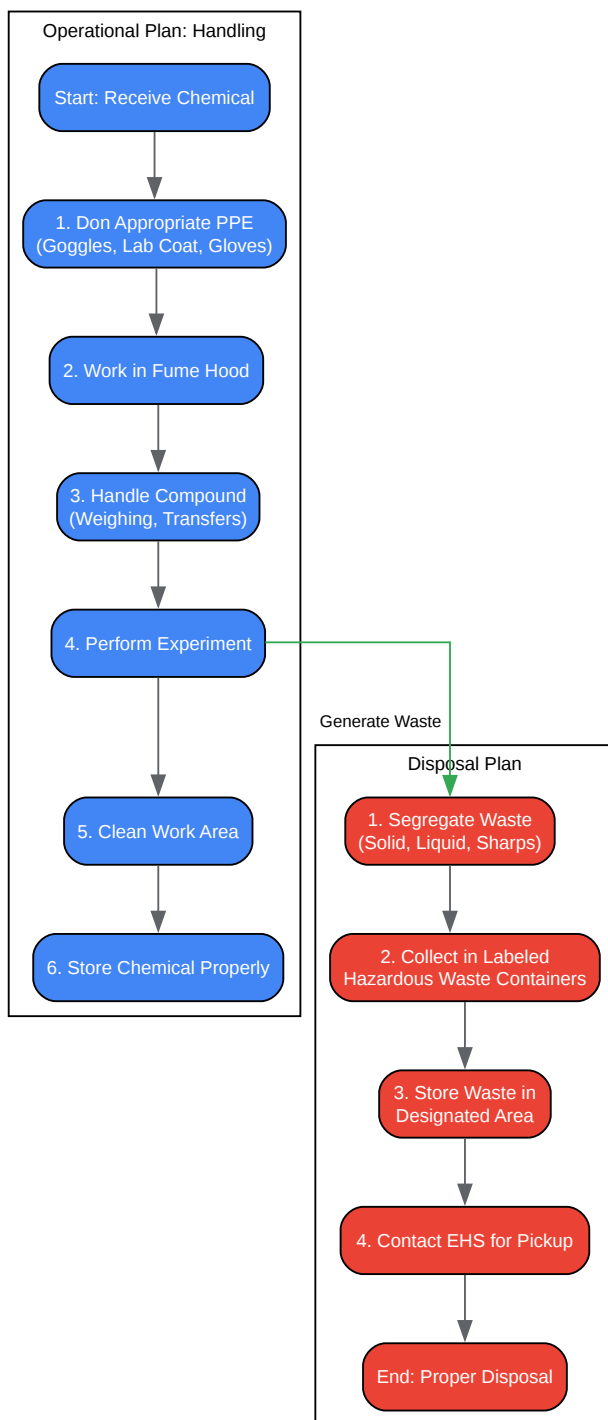 Operational Plan: Handling
Start: Receive Chemical
1. Don Appropriate PPE
(Goggles, Lab Coat, Gloves)
2. Work in Fume Hood
3. Handle Compound
(Weighing, Transfers)
4. Perform Experiment
5. Clean Work Area
6. Store Chemical Properly
Generate Waste
Disposal Plan
1. Segregate Waste
(Solid, Liquid, Sharps)
2. Collect in Labeled
Hazardous Waste Containers
3. Store Waste in
Designated Area
4. Contact EHS for Pickup
End: Proper Disposal